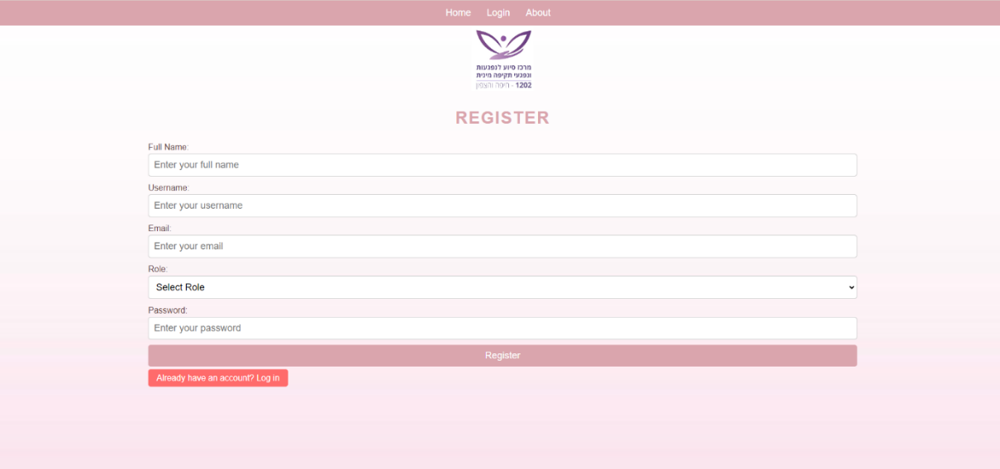 Home Login About
מרכז סיוע לנפגעות
ונפגעי תקיפה מינית
1202 - חיפה והצפון
REGISTER
Full Name:
Enter your full name
Username:
Enter your username
Email:
Enter your email
Role:
Select Role
Password:
Enter your password
Register
Already have an account? Log in